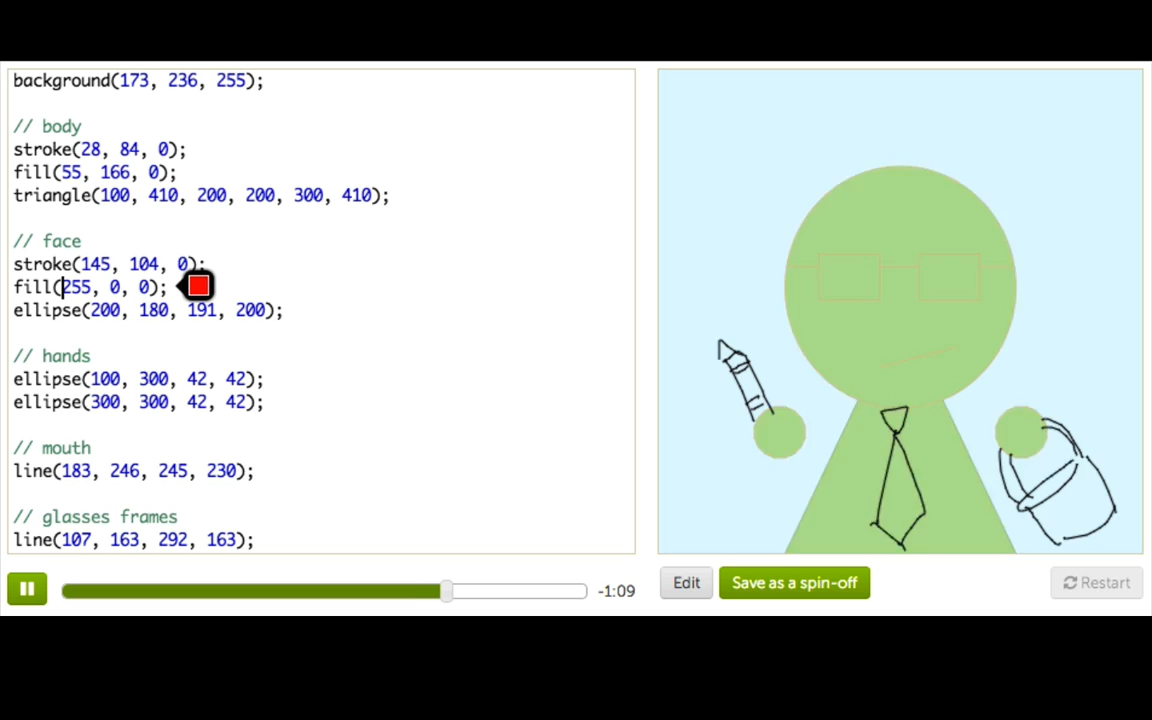 background(173, 236, 255);
// body
stroke(28, 84, 0);
fill(55, 166, 0);
triangle(100, 410, 200, 200, 300, 410);
// face
stroke(145, 104, 0);
fill(255, 0, 0);
ellipse(200, 180, 191, 200);
// hands
ellipse(100, 300, 42, 42);
ellipse(300, 300, 42, 42);
// mouth
line(183, 246, 245, 230);
// glasses frames
line(107, 163, 292, 163);
-1:09
Edit
Save as a spin-off
Restart